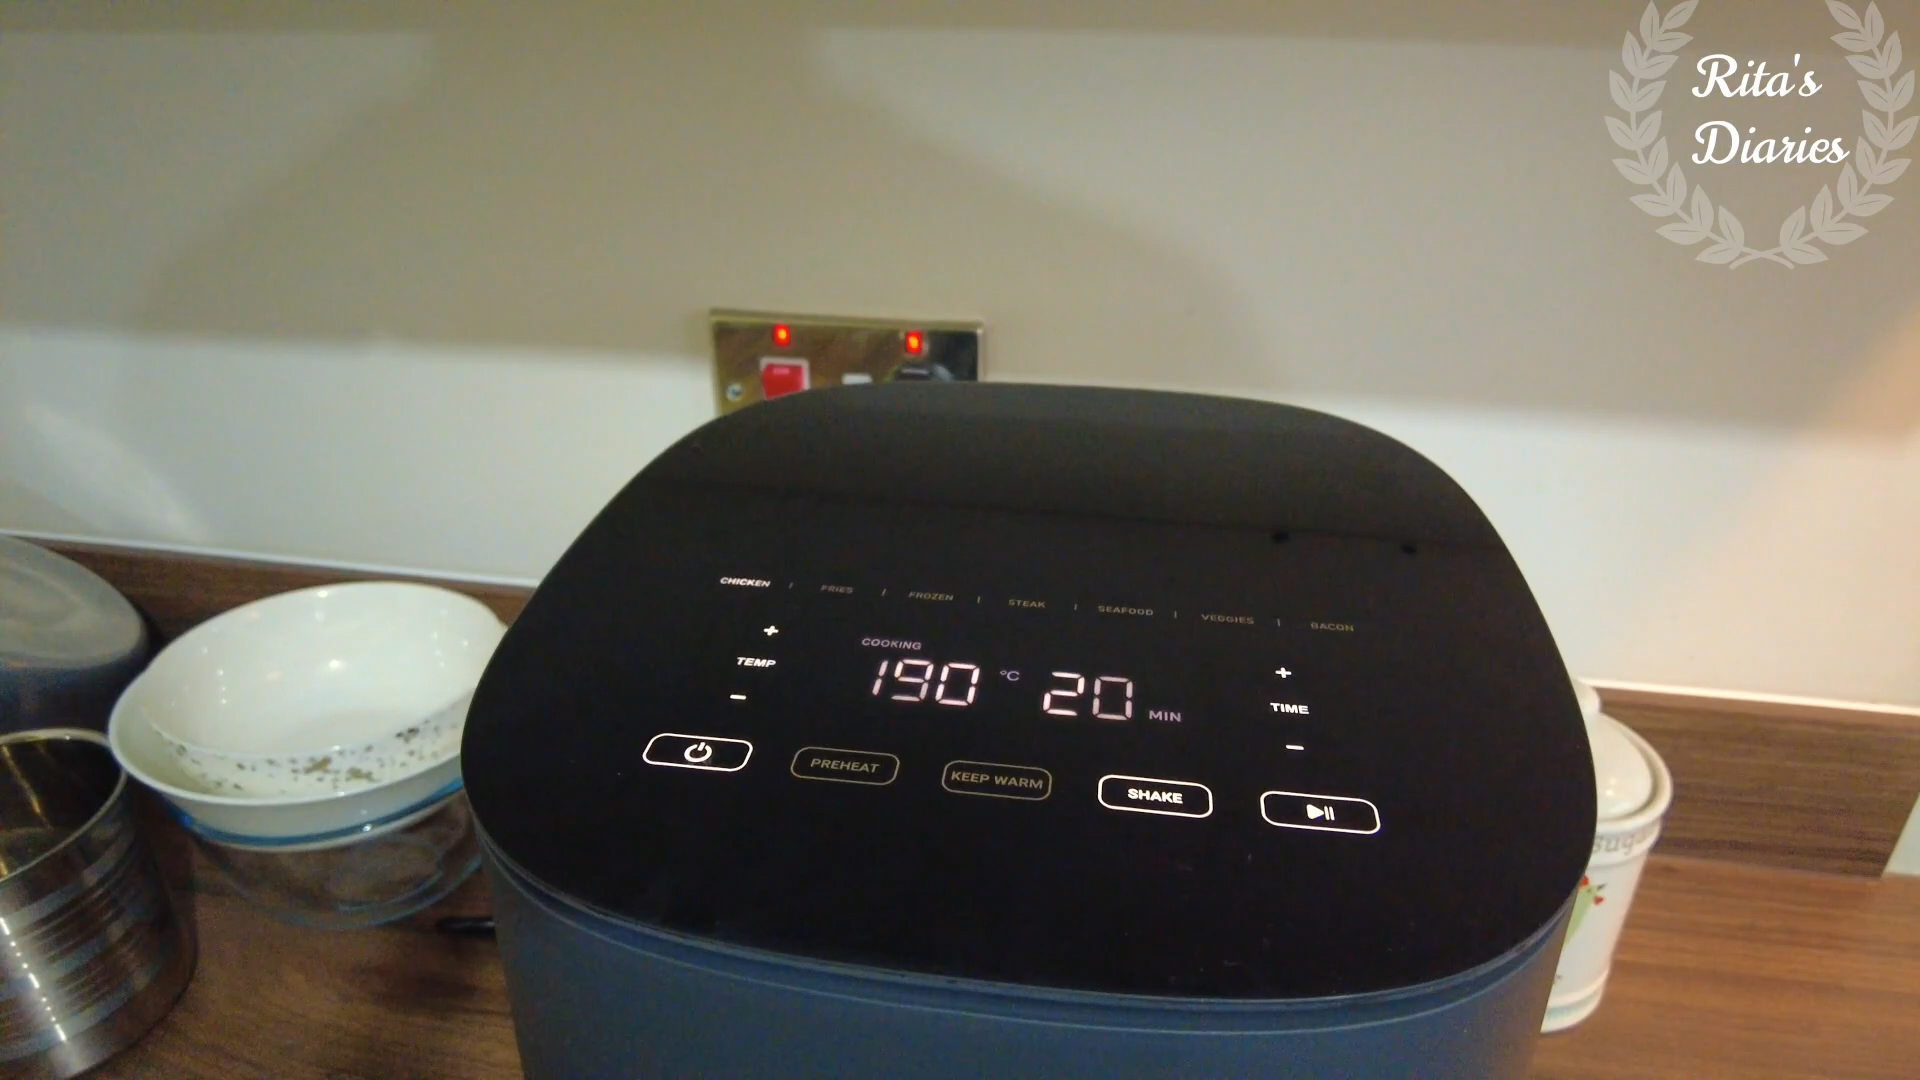 Rita's
Diaries
CHICKEN | FRIES | FROZEN | STEAK | SEAFOOD | VEGGIES | BACON
+
TEMP
-
COOKING
190 °C 20 MIN
+
TIME
-
PREHEAT
KEEP WARM
SHAKE